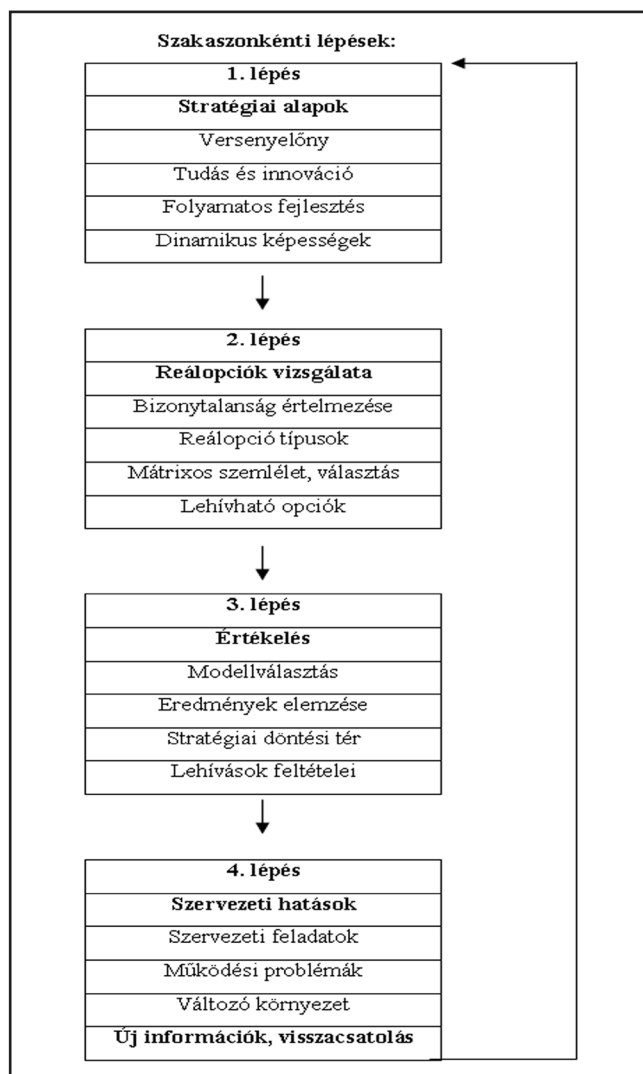 Szakaszonkénti lépések:
1. lépés
Stratégiai alapok
Versenyelőny
Tudás és innováció
Folyamatos fejlesztés
Dinamikus képességek
2. lépés
Reálopciók vizsgálata
Bizonytalanság értelmezése
Reálopció típusok
Mátrixos szemlélet, választás
Lehívható opciók
3. lépés
Értékelés
Modellválasztás
Eredmények elemzése
Stratégiai döntési tér
Lehívások feltételei
4. lépés
Szervezeti hatások
Szervezeti feladatok
Működési problémák
Változó környezet
Új információk, visszacsatolás